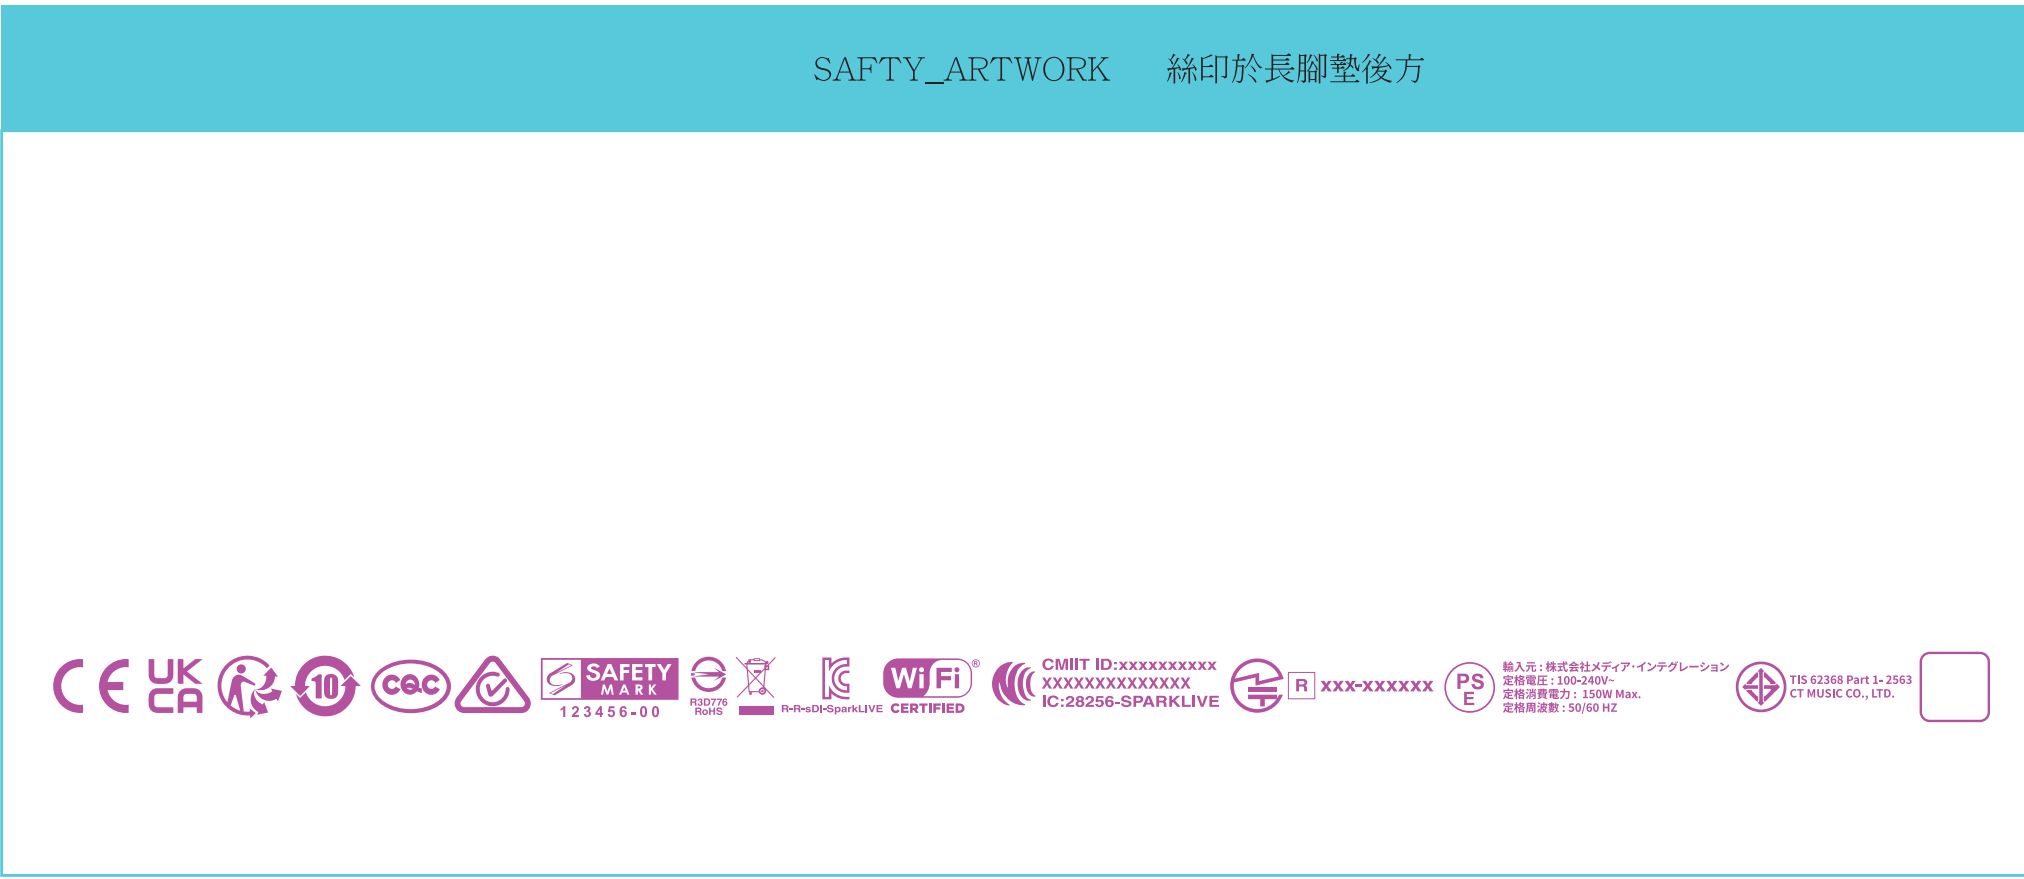 SAFTY_ARTWORK 絲印於長腳墊後方
CE
UK
CA
10
CQC
SAFETY
MARK
123456-00
R3D776
RoHS
R-R-sDI-SparkLIVE
Wi Fi ®
CERTIFIED
CMIIT ID:xxxxxxxxxx
XXXXXXXXXXXXXX
IC:28256-SPARKLIVE
R xxx-xxxxxx
PS
E
輸入元 : 株式会社メディア･インテグレーション
定格電圧 : 100-240V~
定格消費電力 : 150W Max.
定格周波數 : 50/60 HZ
TIS 62368 Part 1- 2563
CT MUSIC CO., LTD.